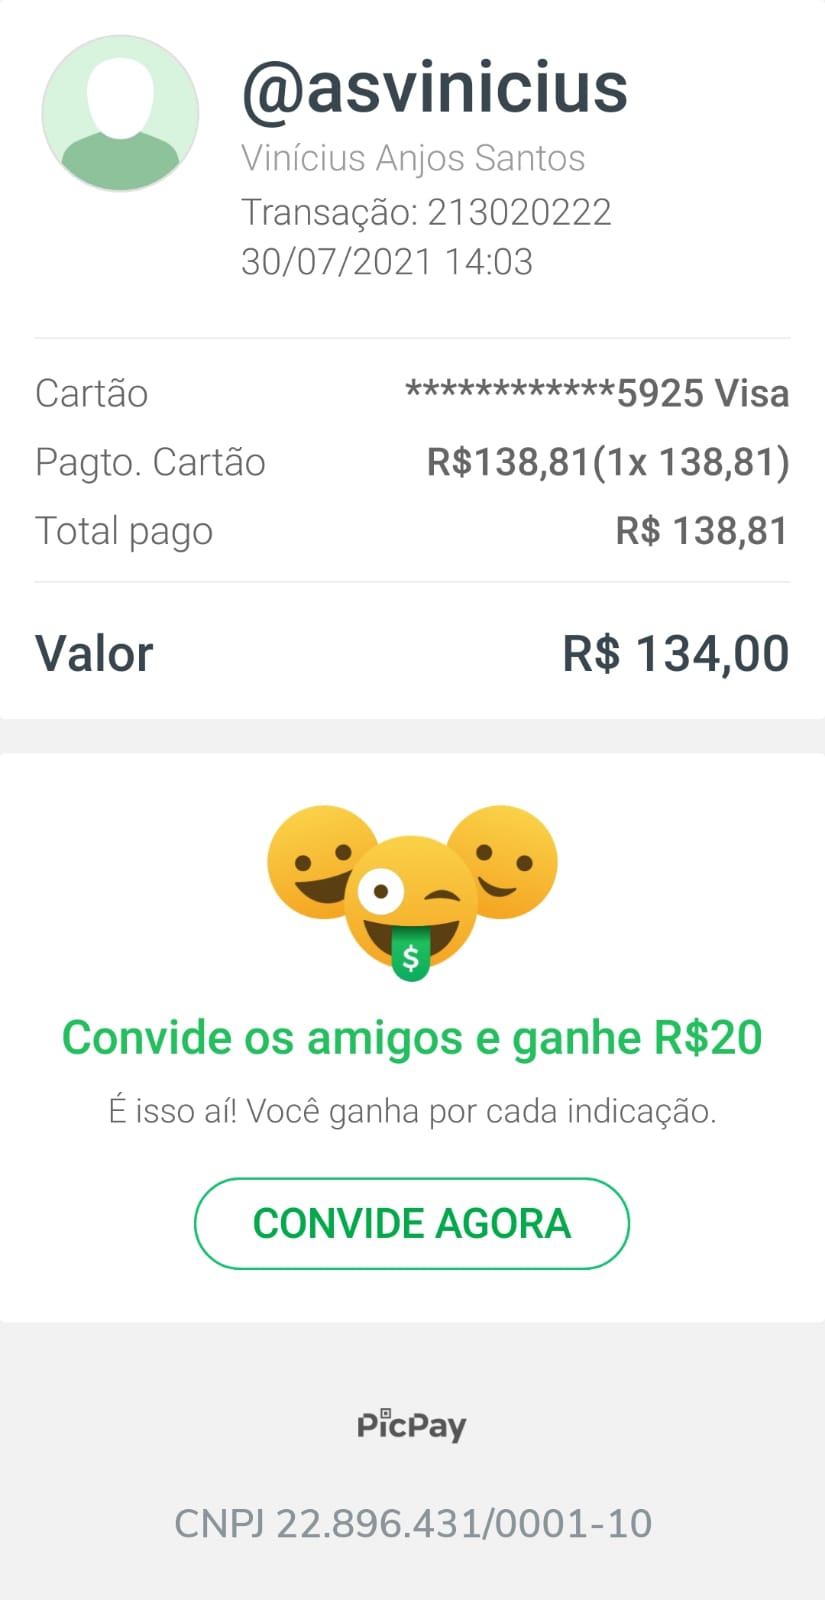 @asvinicius
Vinícius Anjos Santos
Transação: 213020222
30/07/2021 14:03
Cartão ************5925 Visa
Pagto. Cartão R$138,81(1x 138,81)
Total pago R$ 138,81
Valor R$ 134,00
$
Convide os amigos e ganhe R$20
É isso aí! Você ganha por cada indicação.
CONVIDE AGORA
PicPay
CNPJ 22.896.431/0001-10